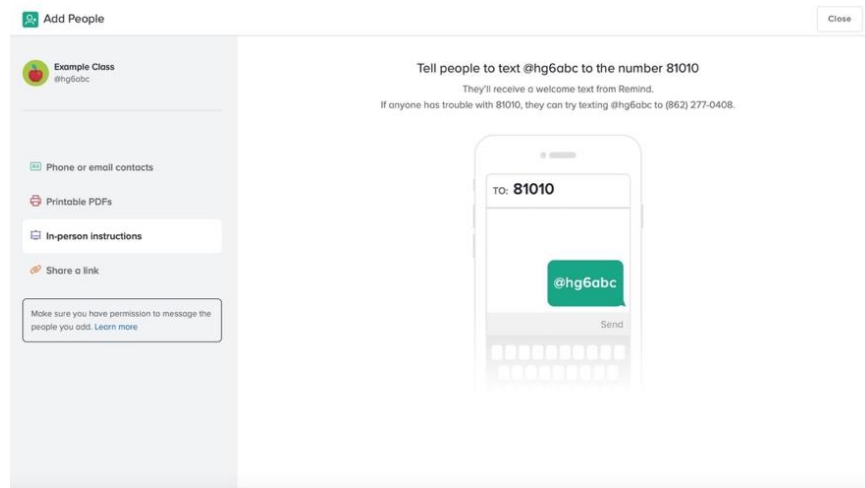 Add People
Close
Example Class
@hg6abc
Phone or email contacts
Printable PDFs
In-person instructions
Share a link
Make sure you have permission to message the
people you add. Learn more
Tell people to text @hg6abc to the number 81010
They'll receive a welcome text from Remind.
If anyone has trouble with 81010, they can try texting @hg6abc to (862) 277-0408.
TO: 81010
@hg6abc
Send